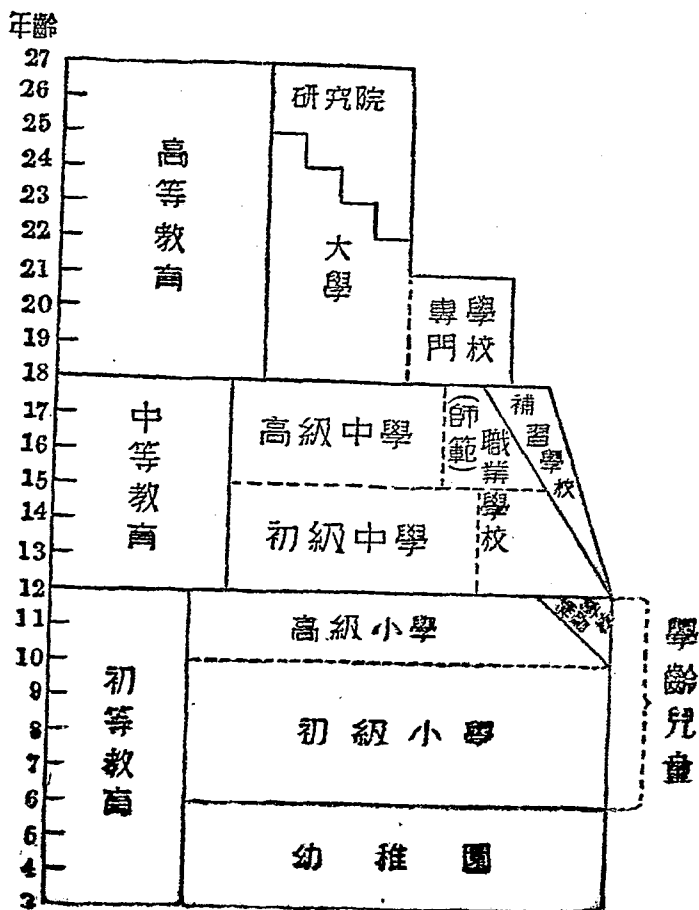 年齡
27
26
25
24
23
22
21
20
19
18
17
16
15
14
13
12
11
10
9
8
7
6
5
4
3
高等教育
研究院
大學
專門學校
中等教育
高級中學
(師範)
職業學校
補習學校
初級中學
初等教育
高級小學
初級小學
幼稚園
學齡兒童